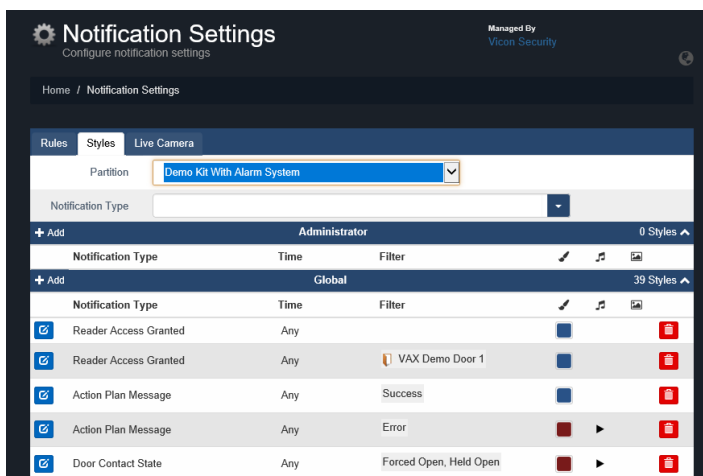 Notification Settings
Configure notification settings
Managed By
Vicon Security
Home / Notification Settings
Rules Styles Live Camera
Partition Demo Kit With Alarm System
Notification Type
+ Add Administrator 0 Styles
Notification Type Time Filter
+ Add Global 39 Styles
Notification Type Time Filter
Reader Access Granted Any
Reader Access Granted Any VAX Demo Door 1
Action Plan Message Any Success
Action Plan Message Any Error
Door Contact State Any Forced Open, Held Open